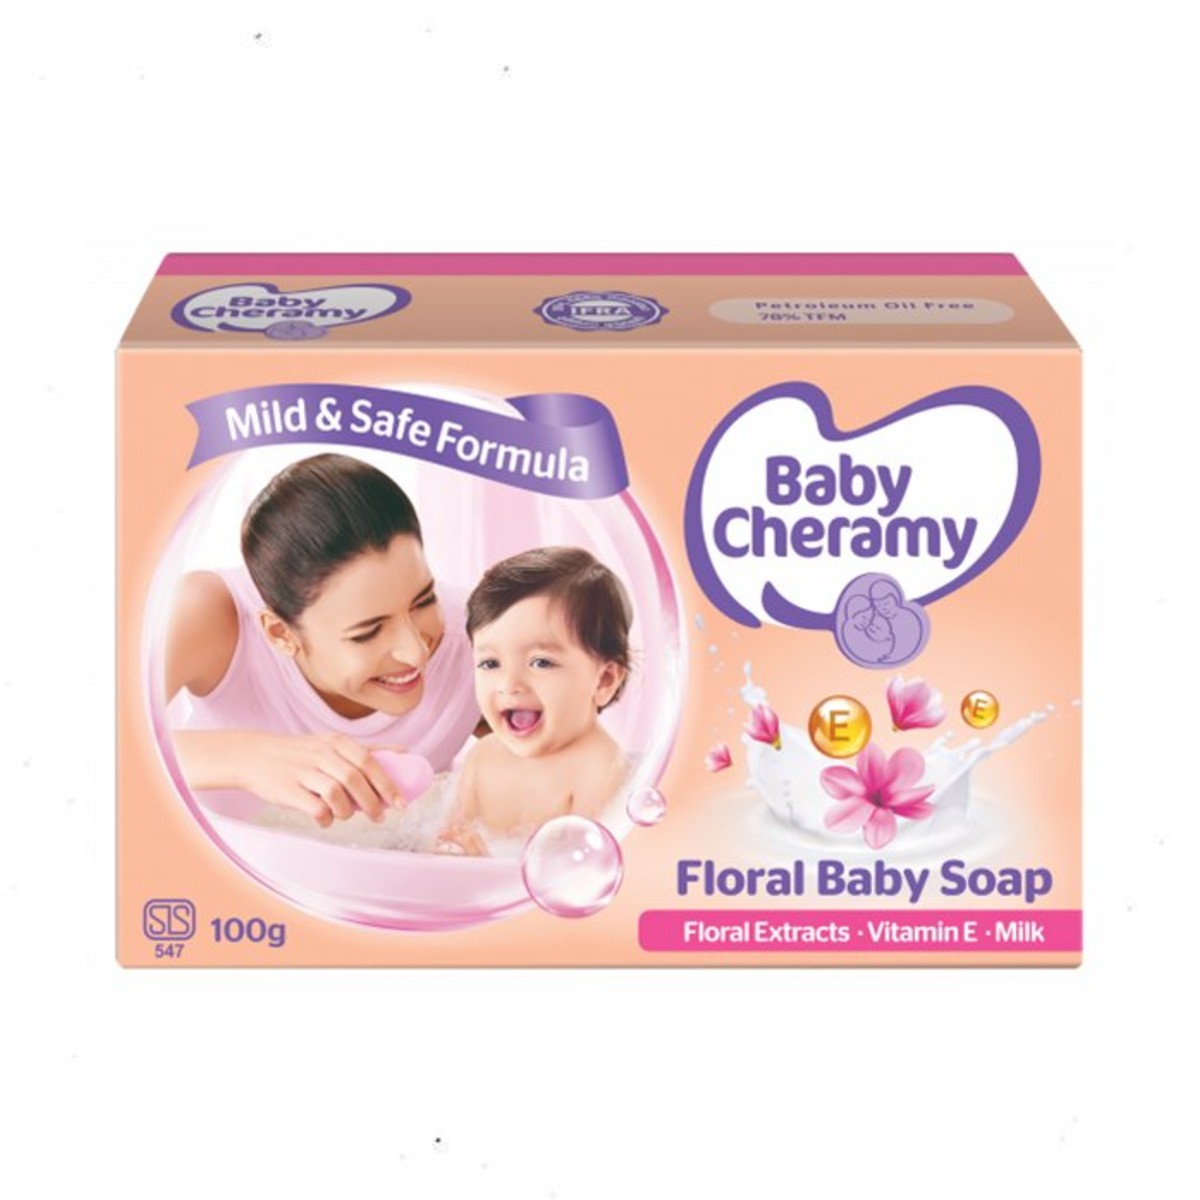 Baby
Cheramy
IFRA
Petroleum Oil Free
78% TFM
Mild & Safe Formula
Baby
Cheramy
E
E
Floral Baby Soap
Floral Extracts · Vitamin E · Milk
SLS
547
100g